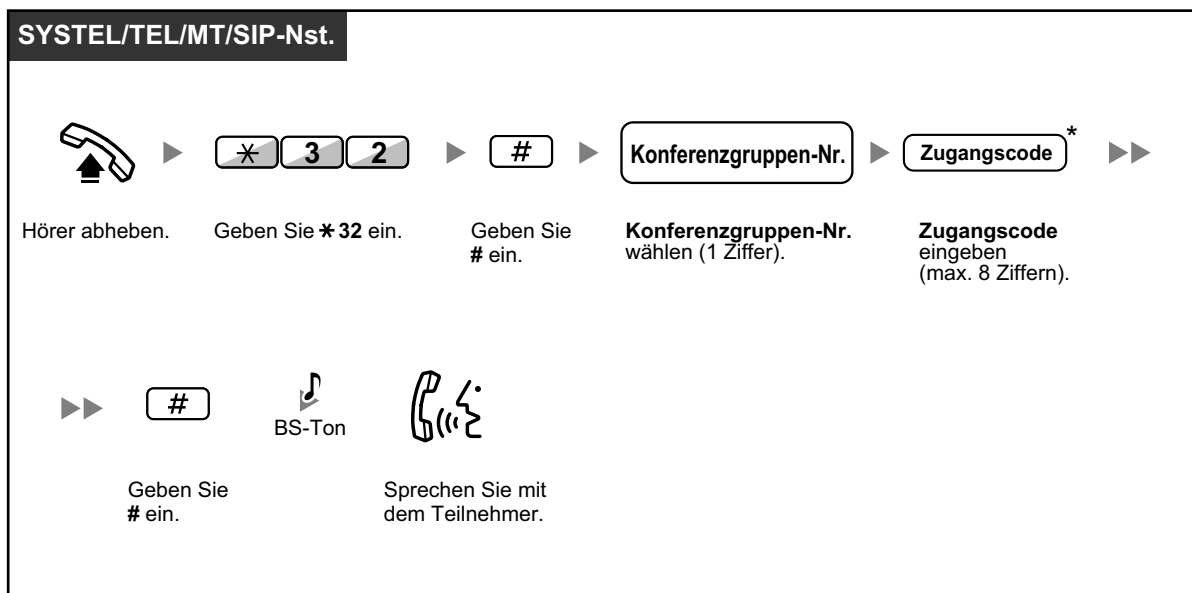 SYSTEL/TEL/MT/SIP-Nst.
* 3 2 # Konferenzgruppen-Nr. Zugangscode *
Hörer abheben. Geben Sie * 32 ein. Geben Sie Konferenzgruppen-Nr. Zugangscode
# ein. wählen (1 Ziffer). eingeben
(max. 8 Ziffern).
#
BS-Ton
Geben Sie Sprechen Sie mit
# ein. dem Teilnehmer.